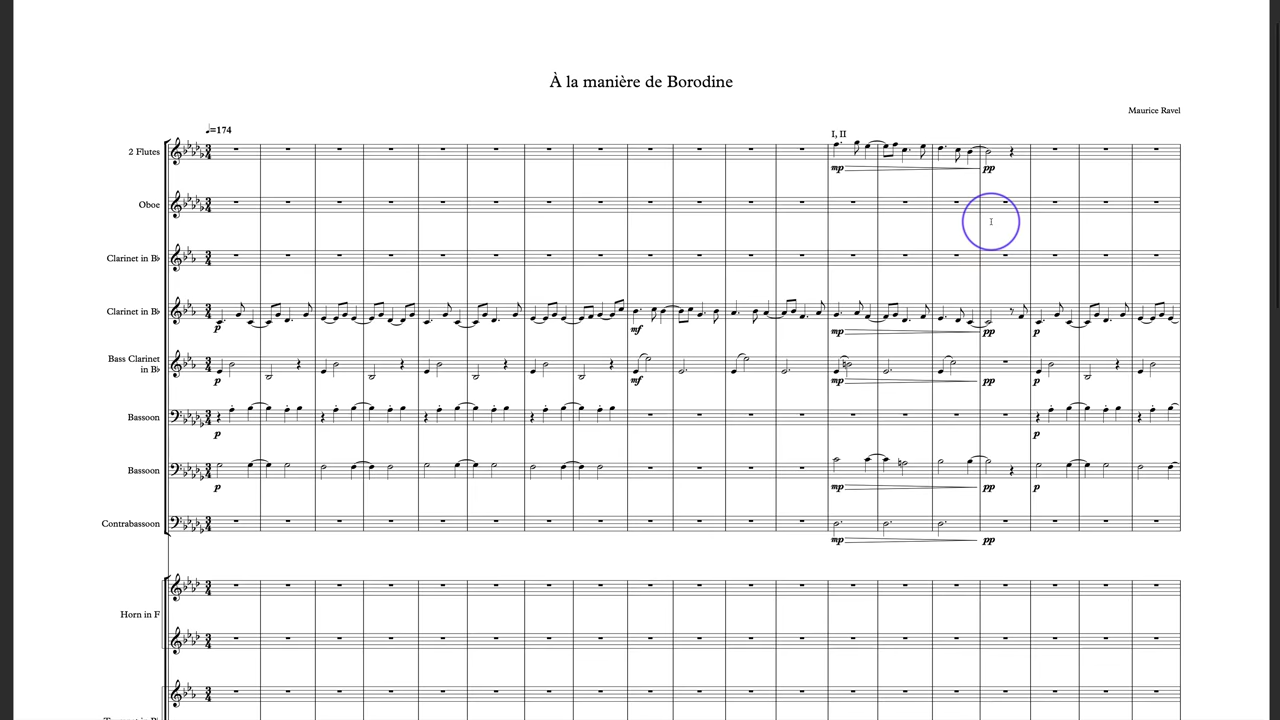 À la manière de Borodine
Maurice Ravel
♩=174
I, II
2 Flutes
mp
pp
Oboe
Clarinet in B♭
Clarinet in B♭
p
mf
mp
pp
p
Bass Clarinet
in B♭
p
mf
mp
pp
p
Bassoon
p
p
Bassoon
p
mp
pp
p
Contrabassoon
mp
pp
Horn in F